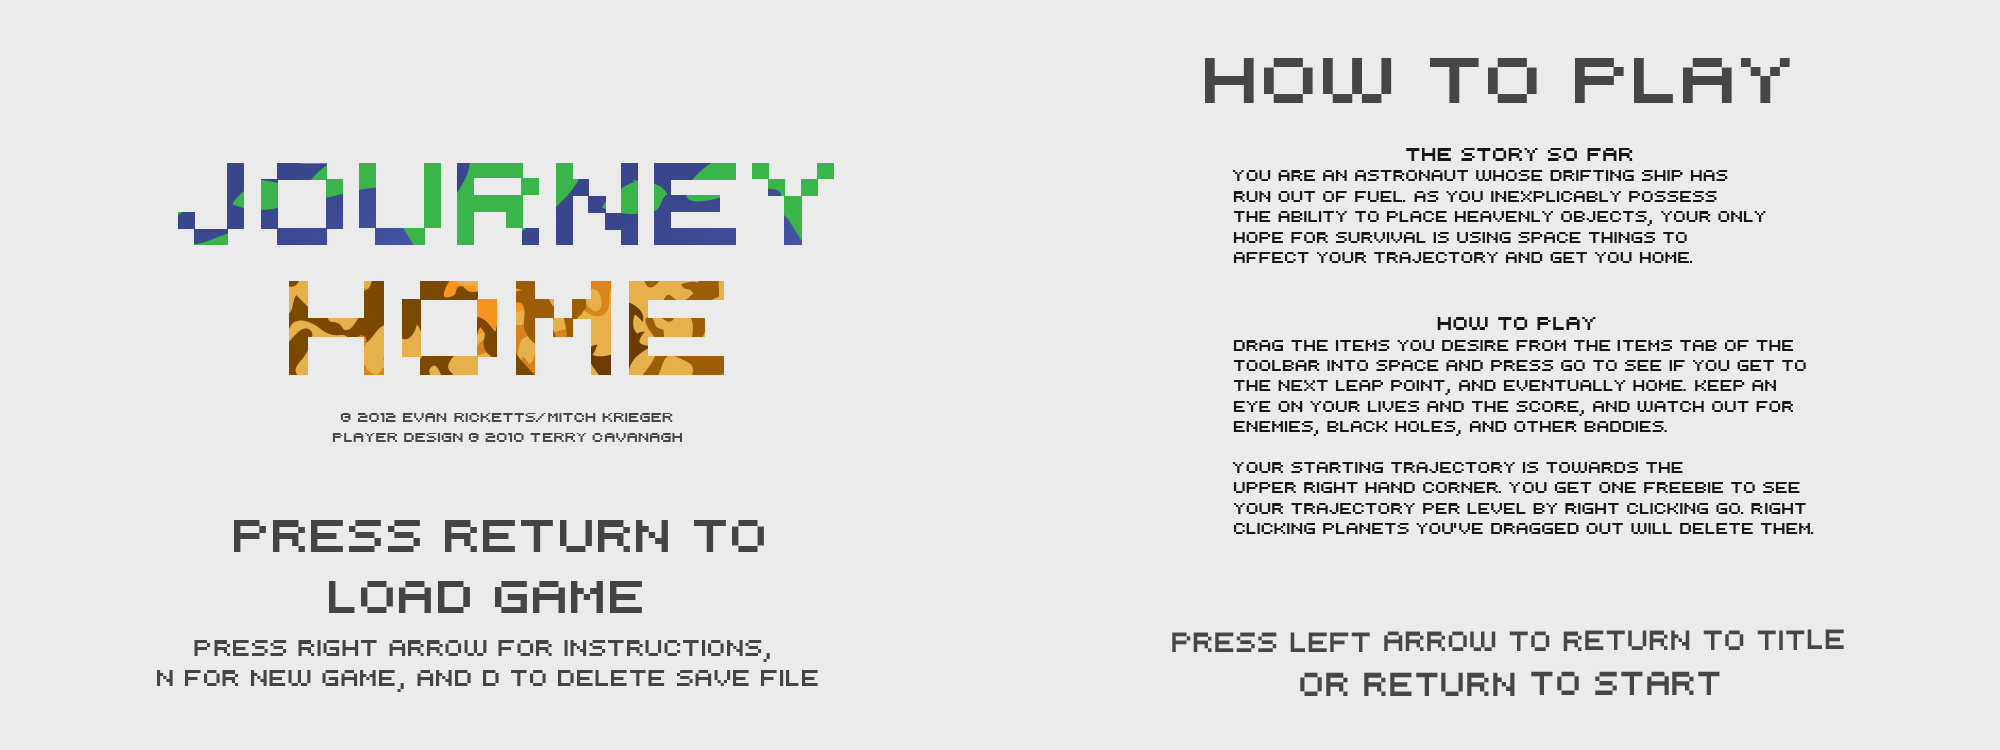 JOURNEY
HOME
© 2012 EVAN RICKETTS/MITCH KRIEGER
PLAYER DESIGN © 2010 TERRY CAVANAGH
PRESS RETURN TO
LOAD GAME
PRESS RIGHT ARROW FOR INSTRUCTIONS,
N FOR NEW GAME, AND D TO DELETE SAVE FILE
HOW TO PLAY
THE STORY SO FAR
YOU ARE AN ASTRONAUT WHOSE DRIFTING SHIP HAS
RUN OUT OF FUEL. AS YOU INEXPLICABLY POSSESS
THE ABILITY TO PLACE HEAVENLY OBJECTS, YOUR ONLY
HOPE FOR SURVIVAL IS USING SPACE THINGS TO
AFFECT YOUR TRAJECTORY AND GET YOU HOME.
HOW TO PLAY
DRAG THE ITEMS YOU DESIRE FROM THE ITEMS TAB OF THE
TOOLBAR INTO SPACE AND PRESS GO TO SEE IF YOU GET TO
THE NEXT LEAP POINT, AND EVENTUALLY HOME. KEEP AN
EYE ON YOUR LIVES AND THE SCORE, AND WATCH OUT FOR
ENEMIES, BLACK HOLES, AND OTHER BADDIES.
YOUR STARTING TRAJECTORY IS TOWARDS THE
UPPER RIGHT HAND CORNER. YOU GET ONE FREEBIE TO SEE
YOUR TRAJECTORY PER LEVEL BY RIGHT CLICKING GO. RIGHT
CLICKING PLANETS YOU'VE DRAGGED OUT WILL DELETE THEM.
PRESS LEFT ARROW TO RETURN TO TITLE
OR RETURN TO START